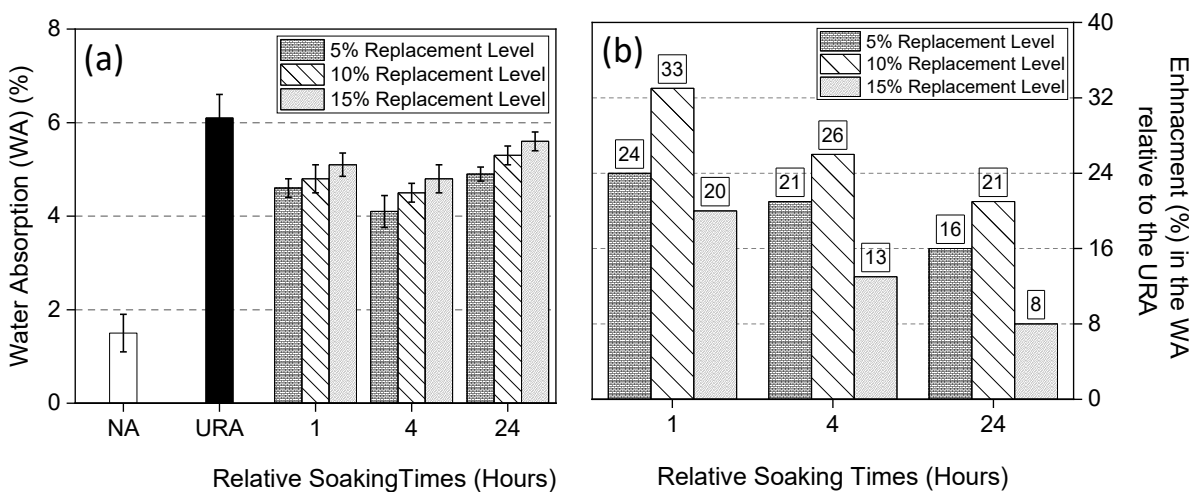 (a)
5% Replacement Level
10% Replacement Level
15% Replacement Level
Water Absorption (WA) (%)
8
6
4
2
0
NA URA 1 4 24
Relative SoakingTimes (Hours)
(b)
5% Replacement Level
10% Replacement Level
15% Replacement Level
24 33 20
21 26 13
16 21 8
40
32
24
16
8
0
Enhnacment (%) in the WA
relative to the URA
1 4 24
Relative Soaking Times (Hours)